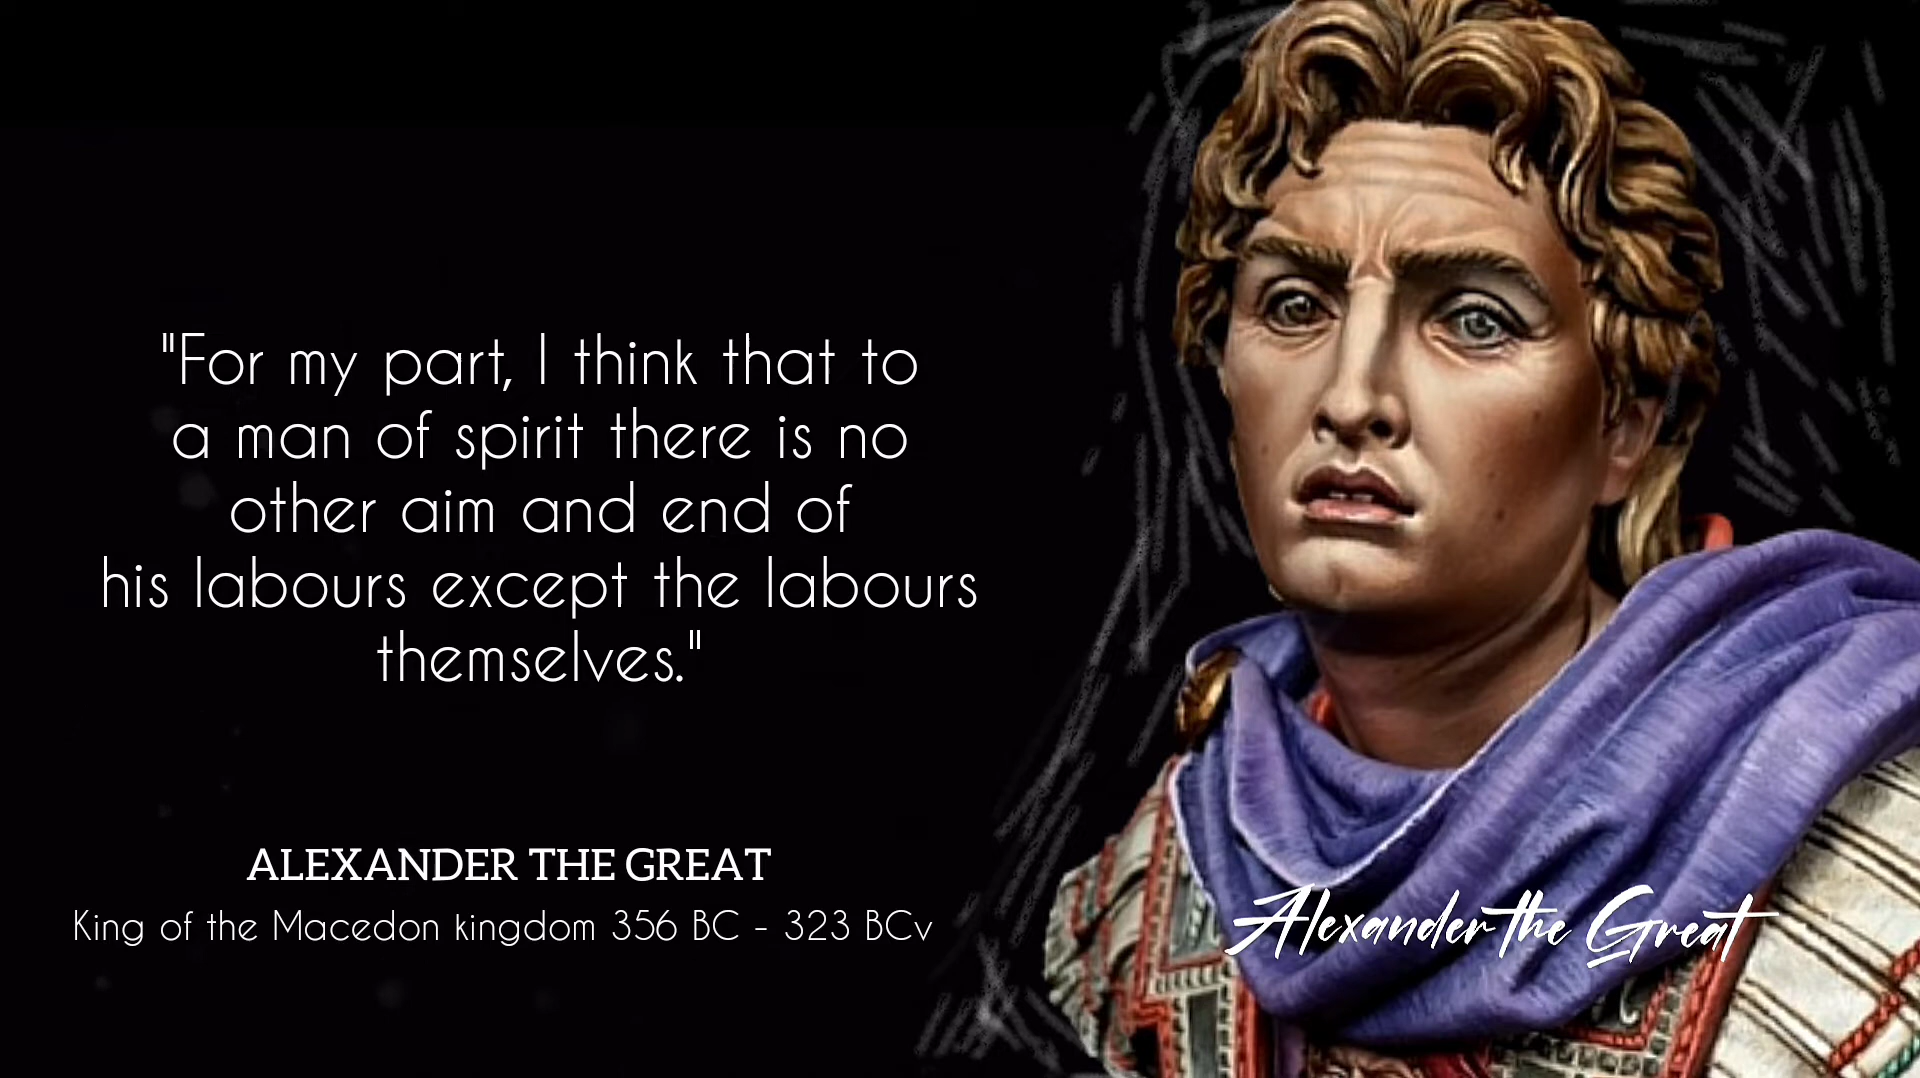 "For my part, I think that to
a man of spirit there is no
other aim and end of
his labours except the labours
themselves."
ALEXANDER THE GREAT
King of the Macedon kingdom 356 BC - 323 BCv
Alexander the Great